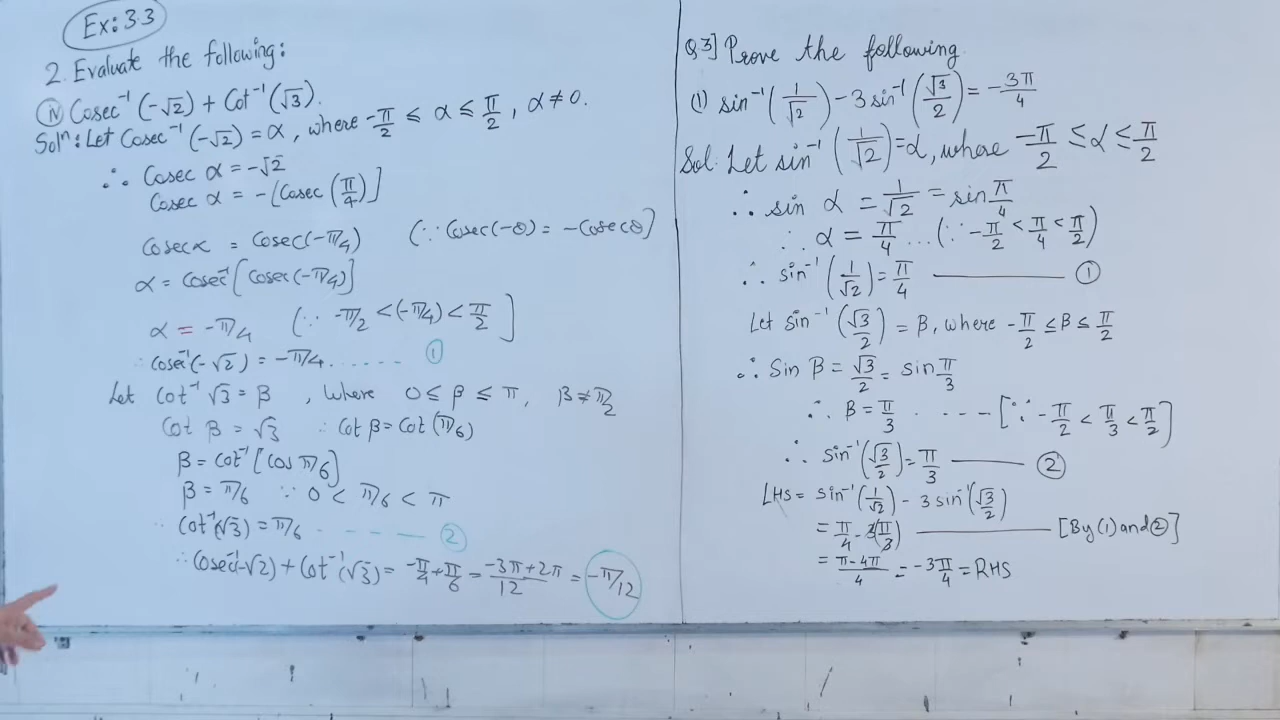 Ex: 3.3
2. Evaluate the following:
(iv) Cosec⁻¹(-√2) + Cot⁻¹(√3).
Solⁿ: Let Cosec⁻¹(-√2) = α, where -π/2 ≤ α ≤ π/2, α ≠ 0.
∴ Cosec α = -√2
Cosec α = -[Cosec (π/4)]
Cosec α = Cosec(-π/4) (∵ Cosec(-θ) = -Cosecθ]
α = Cosec⁻¹[Cosec(-π/4)]
α = -π/4 (∵ -π/2 < (-π/4) < π/2]
∴ Cosec⁻¹(-√2) = -π/4 ...... ①
Let Cot⁻¹ √3 = β, where 0 ≤ β ≤ π, β ≠ π/2
Cot β = √3 ∴ Cot β = Cot (π/6)
β = Cot⁻¹[Cos π/6]
β = π/6 ∵ 0 < π/6 < π
∴ Cot⁻¹(√3) = π/6 - - - - - ②
∴ Cosec⁻¹(-√2) + Cot⁻¹(√3) = -π/4 + π/6 = (-3π+2π)/12 = -π/12
Q3] Prove the following
(1) sin⁻¹(1/√2) - 3 sin⁻¹(√3/2) = -3π/4
Sol. Let sin⁻¹(1/√2) = α, where -π/2 ≤ α ≤ π/2
∴ sin α = 1/√2 = sin π/4
∴ α = π/4 ...(∵ -π/2 < π/4 < π/2)
∴ sin⁻¹(1/√2) = π/4 ——— ①
Let sin⁻¹(√3/2) = β, where -π/2 ≤ β ≤ π/2
∴ Sin β = √3/2 = sin π/3
∴ β = π/3 . - - - [∵ -π/2 < π/3 < π/2]
∴ sin⁻¹(√3/2) = π/3 ——— ②
LHS = sin⁻¹(1/√2) - 3 sin⁻¹(√3/2)
= π/4 - 3(π/3) ——— [By (1) and ②]
= (π-4π)/4 = -3π/4 = RHS